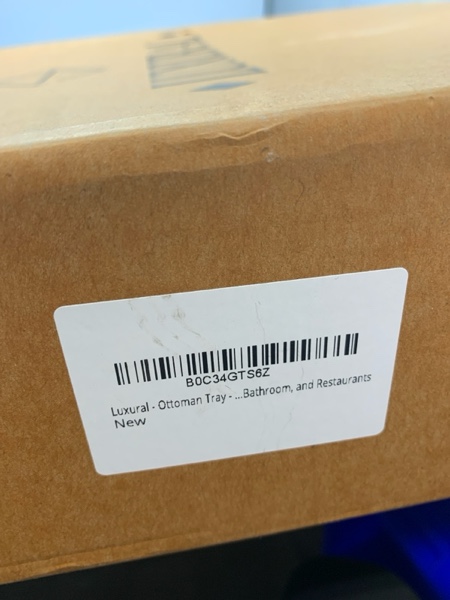 B0C34GTS6Z
Luxural - Ottoman Tray - ...Bathroom, and Restaurants
New